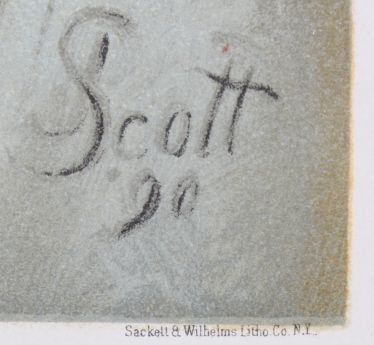 Scott
90
Sackett & Wilhelms Litho. Co. N.Y.